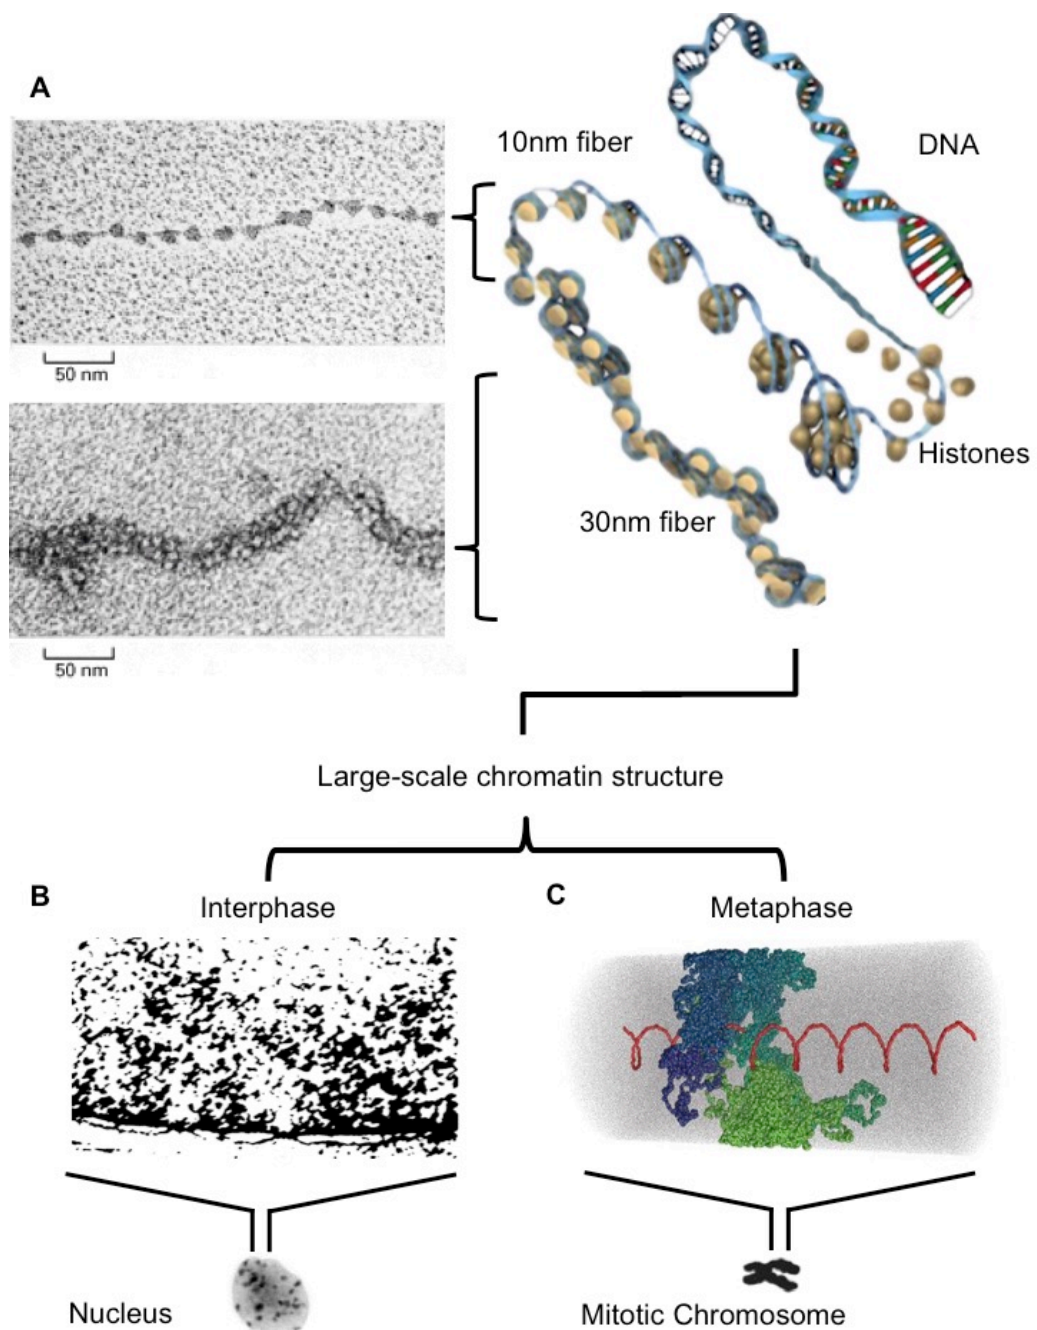 A
10nm fiber
DNA
50 nm
Histones
30nm fiber
50 nm
Large-scale chromatin structure
B
Interphase
C
Metaphase
Nucleus
Mitotic Chromosome